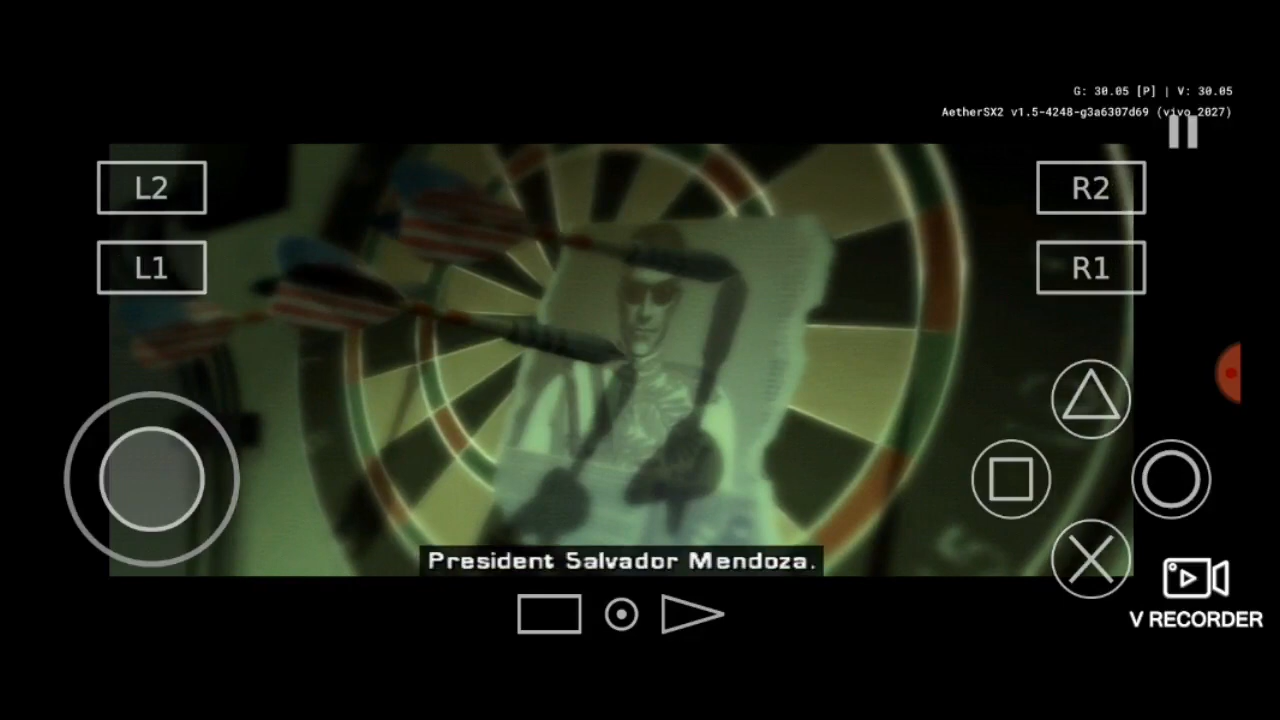 G: 30.05 [P] | V: 30.05
AetherSX2 v1.5-4248-g3a6307d69 (vivo 2027)
L2
R2
L1
R1
President Salvador Mendoza.
V RECORDER